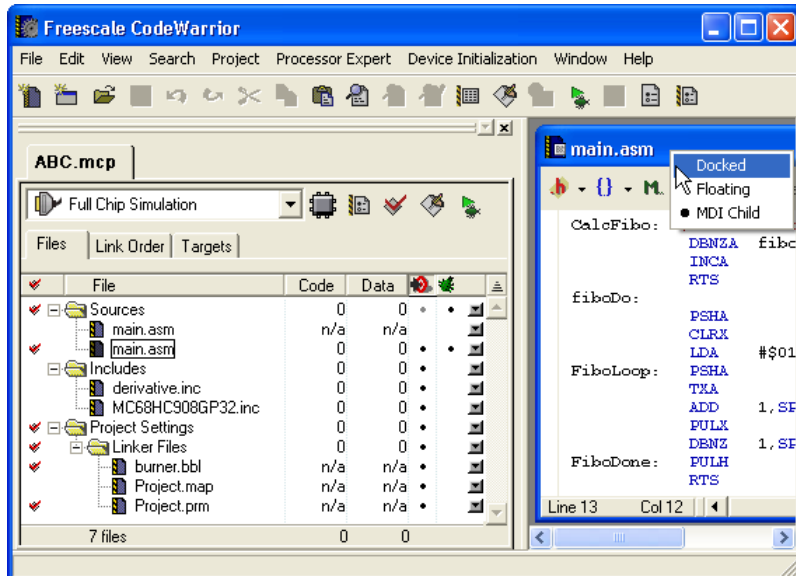 Freescale CodeWarrior
File Edit View Search Project Processor Expert Device Initialization Window Help
ABC.mcp
Full Chip Simulation
Files Link Order Targets
File Code Data
Sources 0 0
main.asm n/a n/a
main.asm 0 0
Includes 0 0
derivative.inc 0 0
MC68HC908GP32.inc 0 0
Project Settings 0 0
Linker Files 0 0
burner.bbl n/a n/a
Project.map n/a n/a
Project.prm n/a n/a
7 files 0 0
main.asm
Docked
Floating
MDI Child
{} M.
CalcFibo:
DBNZA fibo
INCA
RTS
fiboDo:
PSHA
CLRX
LDA #$01
FiboLoop: PSHA
TXA
ADD 1,SP
PULX
DBNZ 1,SP
FiboDone: PULH
RTS
Line 13 Col 12